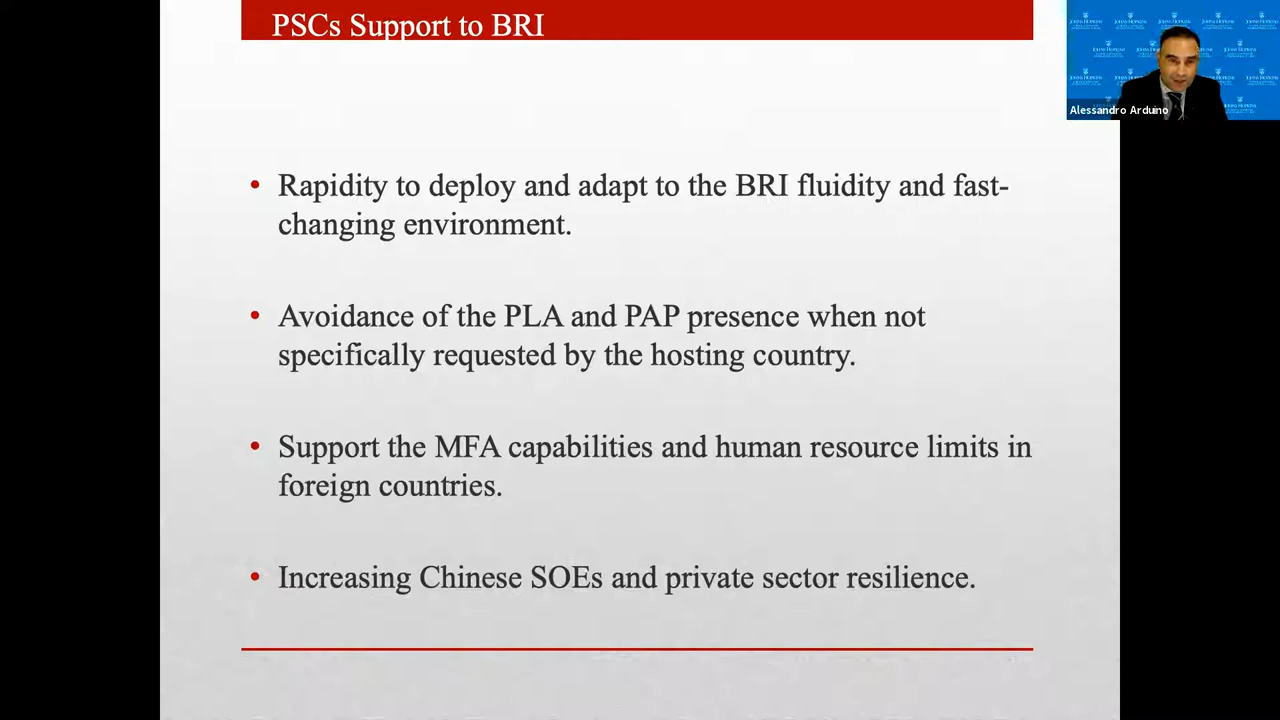 PSCs Support to BRI
Alessandro Arduino
• Rapidity to deploy and adapt to the BRI fluidity and fast-
changing environment.
• Avoidance of the PLA and PAP presence when not
specifically requested by the hosting country.
• Support the MFA capabilities and human resource limits in
foreign countries.
• Increasing Chinese SOEs and private sector resilience.